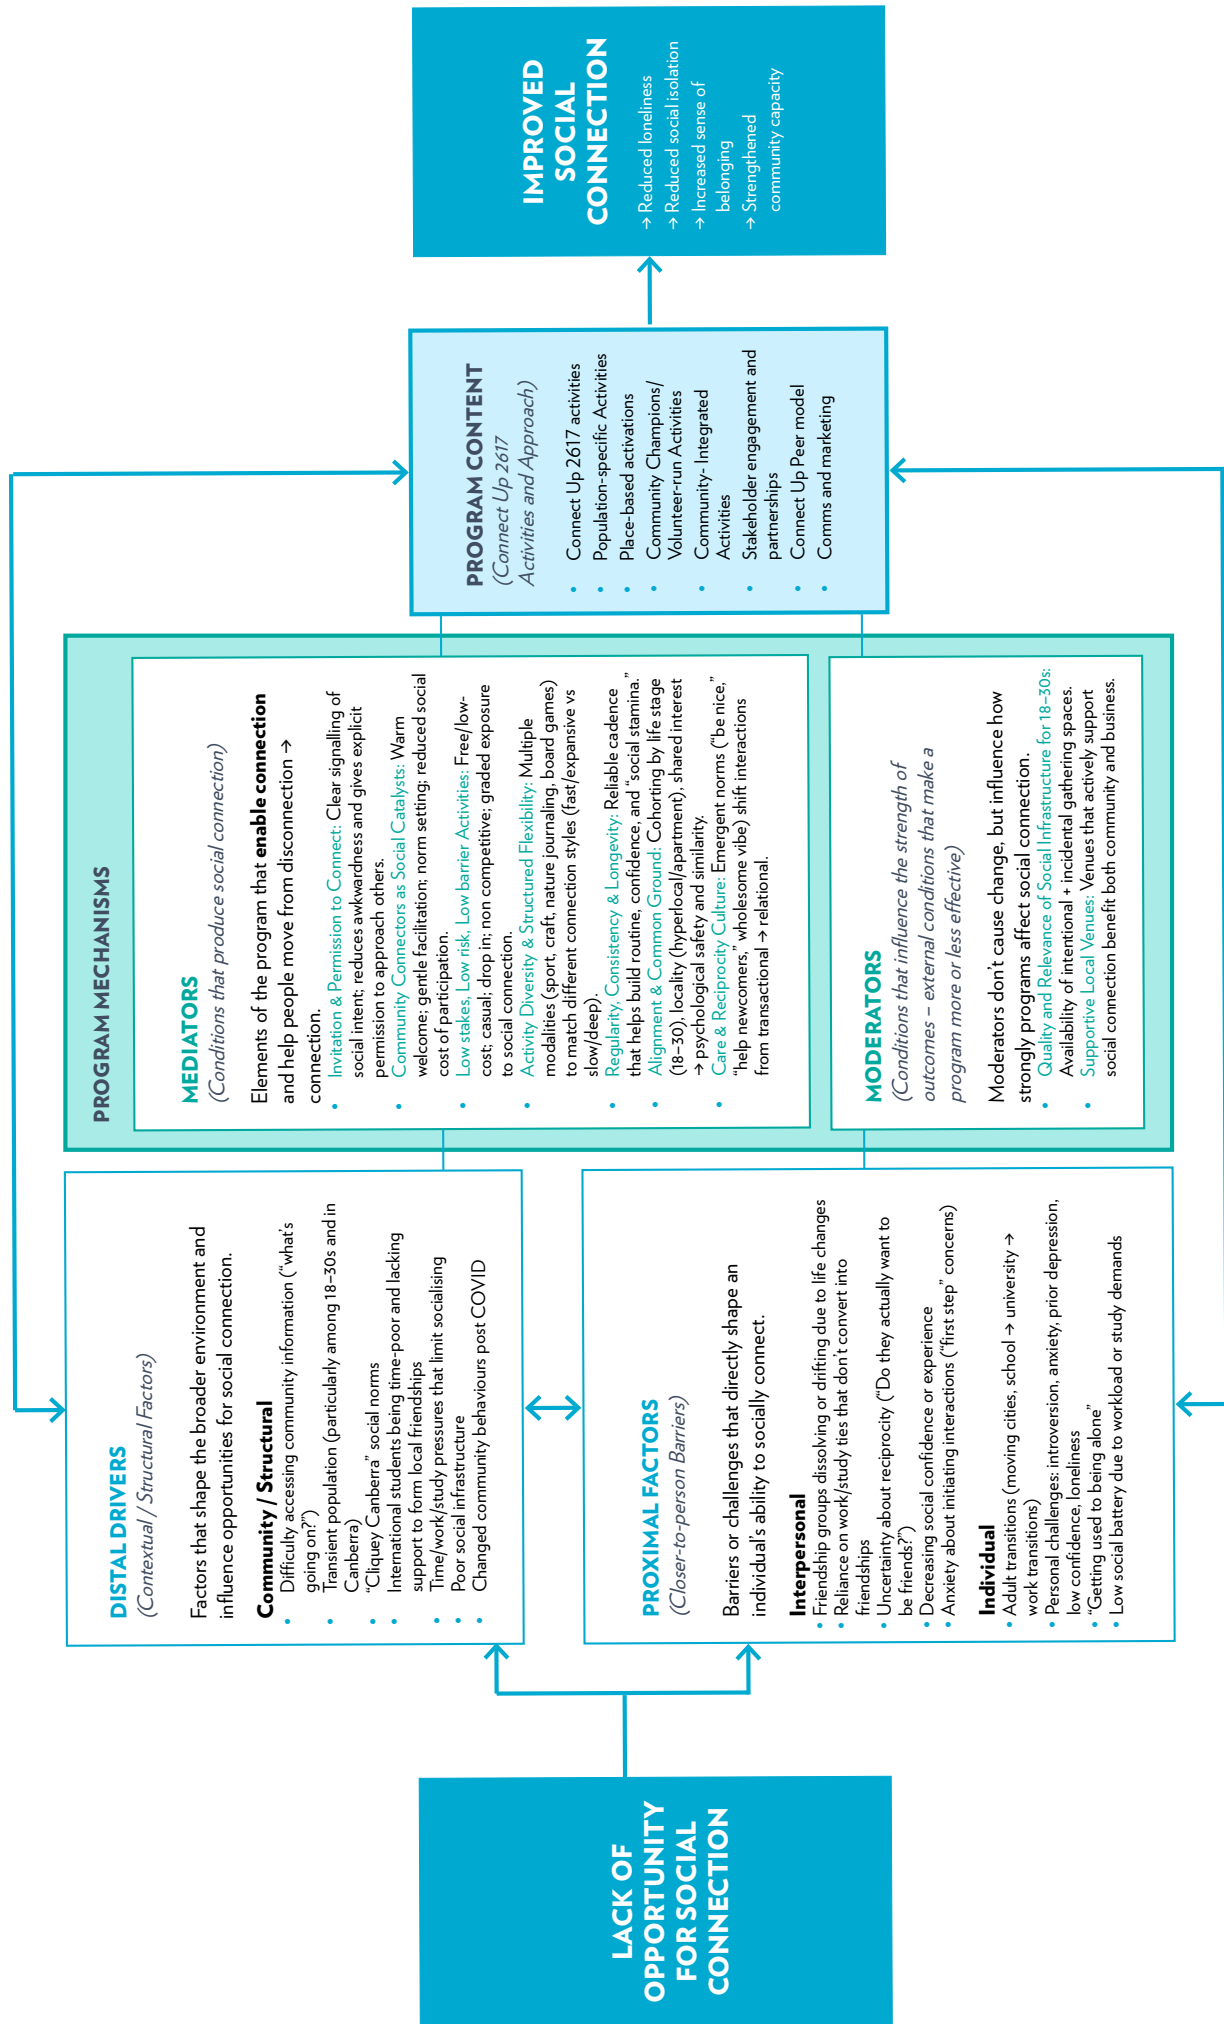 LACK OF
OPPORTUNITY
FOR SOCIAL
CONNECTION
DISTAL DRIVERS
(Contextual / Structural Factors)
Factors that shape the broader environment and
influence opportunities for social connection.
Community / Structural
• Difficulty accessing community information (“what’s
going on?”)
• Transient population (particularly among 18–30s and in
Canberra)
• “Cliquey Canberra” social norms
• International students being time-poor and lacking
support to form local friendships
• Time/work/study pressures that limit socialising
• Poor social infrastructure
• Changed community behaviours post COVID
PROXIMAL FACTORS
(Closer-to-person Barriers)
Barriers or challenges that directly shape an
individual’s ability to socially connect.
Interpersonal
• Friendship groups dissolving or drifting due to life changes
• Reliance on work/study ties that don’t convert into
friendships
• Uncertainty about reciprocity (“Do they actually want to
be friends?”)
• Decreasing social confidence or experience
• Anxiety about initiating interactions (“first step” concerns)
Individual
• Adult transitions (moving cities, school → university →
work transitions)
• Personal challenges: introversion, anxiety, prior depression,
low confidence, loneliness
• “Getting used to being alone”
• Low social battery due to workload or study demands
PROGRAM MECHANISMS
MEDIATORS
(Conditions that produce social connection)
Elements of the program that enable connection
and help people move from disconnection →
connection.
• Invitation & Permission to Connect: Clear signalling of
social intent; reduces awkwardness and gives explicit
permission to approach others.
• Community Connectors as Social Catalysts: Warm
welcome; gentle facilitation; norm setting; reduced social
cost of participation.
• Low stakes, Low risk, Low barrier Activities: Free/low-
cost; casual; drop in; non competitive; graded exposure
to social connection.
• Activity Diversity & Structured Flexibility: Multiple
modalities (sport, craft, nature journaling, board games)
to match different connection styles (fast/expansive vs
slow/deep).
• Regularity, Consistency & Longevity: Reliable cadence
that helps build routine, confidence, and “social stamina.”
• Alignment & Common Ground: Cohorting by life stage
(18–30), locality (hyperlocal/apartment), shared interest
→ psychological safety and similarity.
• Care & Reciprocity Culture: Emergent norms (“be nice,”
“help newcomers,” wholesome vibe) shift interactions
from transactional → relational.
MODERATORS
(Conditions that influence the strength of
outcomes – external conditions that make a
program more or less effective)
Moderators don’t cause change, but influence how
strongly programs affect social connection.
• Quality and Relevance of Social Infrastructure for 18–30s:
Availability of intentional + incidental gathering spaces.
• Supportive Local Venues: Venues that actively support
social connection benefit both community and business.
PROGRAM CONTENT
(Connect Up 2617
Activities and Approach)
• Connect Up 2617 activities
• Population-specific Activities
• Place-based activations
• Community Champions/
Volunteer-run Activities
• Community- Integrated
Activities
• Stakeholder engagement and
partnerships
• Connect Up Peer model
• Comms and marketing
IMPROVED
SOCIAL
CONNECTION
→ Reduced loneliness
→ Reduced social isolation
→ Increased sense of
belonging
→ Strengthened
community capacity